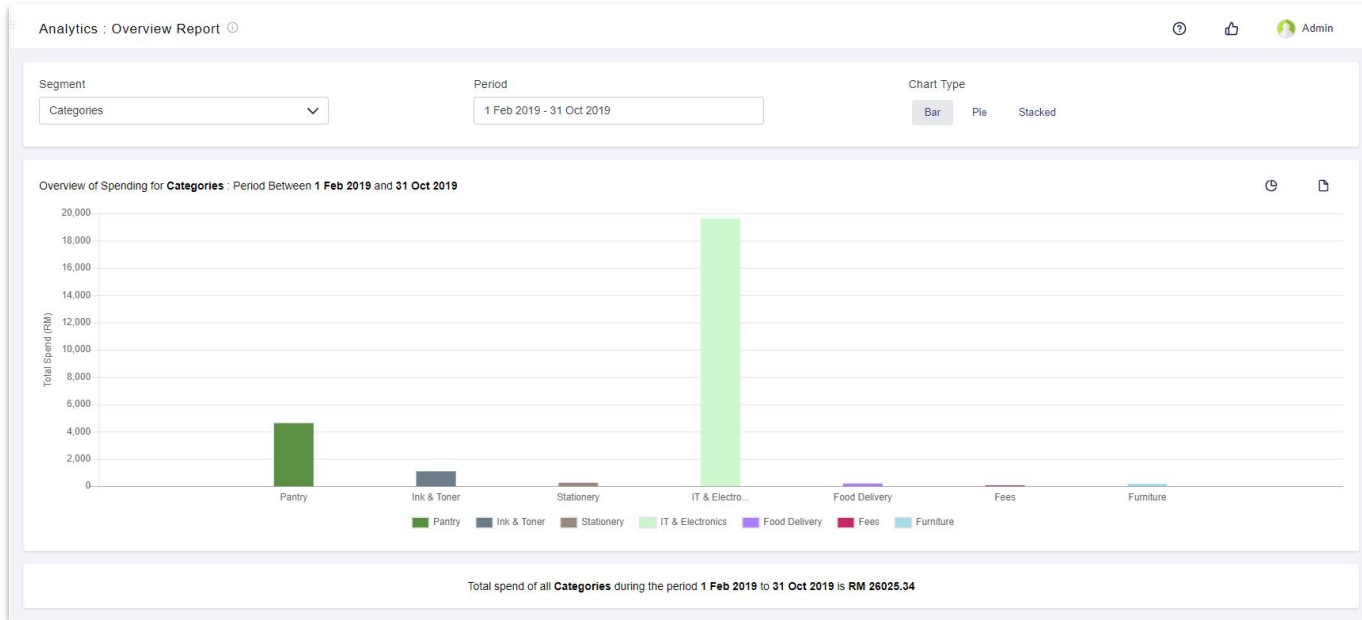 Analytics : Overview Report
Admin
Segment
Period
Chart Type
Categories
1 Feb 2019 - 31 Oct 2019
Bar
Pie
Stacked
Overview of Spending for Categories : Period Between 1 Feb 2019 and 31 Oct 2019
20,000
18,000
16,000
14,000
12,000
10,000
8,000
6,000
4,000
2,000
0
Total Spend (RM)
Pantry
Ink & Toner
Stationery
IT & Electro...
Food Delivery
Fees
Furniture
Pantry
Ink & Toner
Stationery
IT & Electronics
Food Delivery
Fees
Furniture
Total spend of all Categories during the period 1 Feb 2019 to 31 Oct 2019 is RM 26025.34